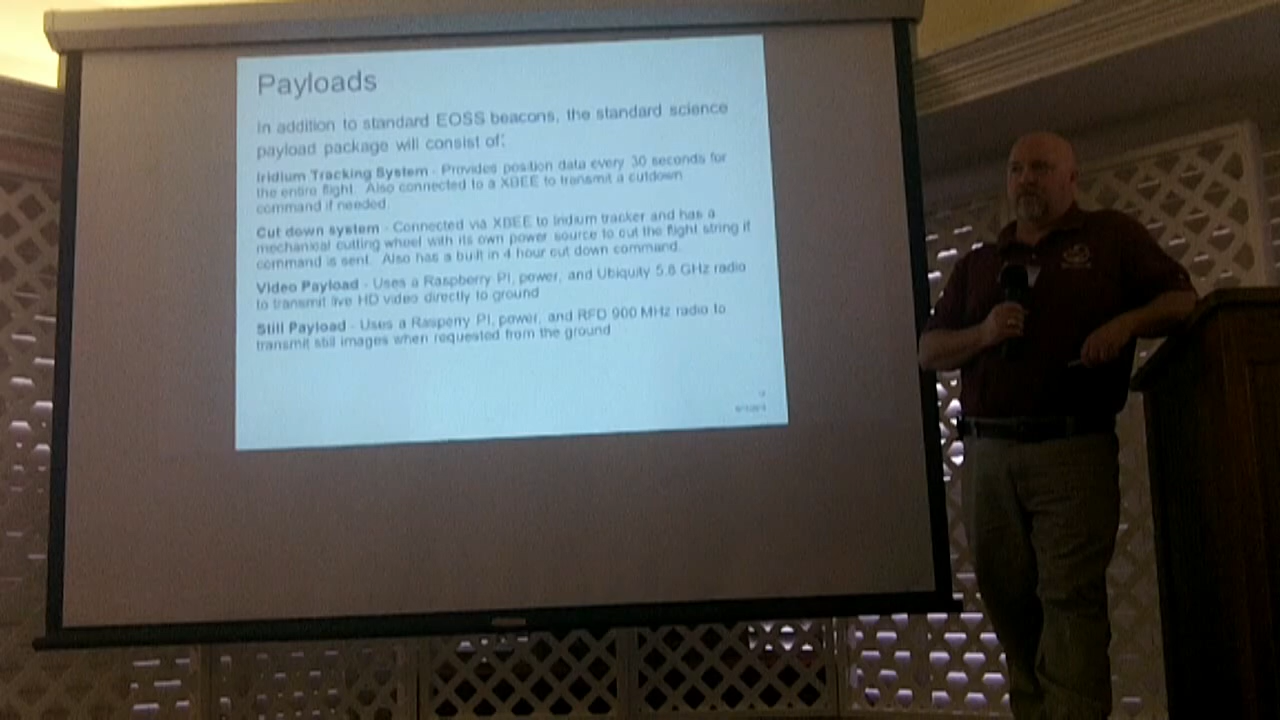 Payloads
In addition to standard EOSS beacons, the standard science
payload package will consist of:
Iridium Tracking System - Provides position data every 30 seconds for
the entire flight. Also connected to a XBEE to transmit a cutdown
command if needed.
Cut down system - Connected via XBEE to Iridium tracker and has a
mechanical cutting wheel with its own power source to cut the flight string if
command is sent. Also has a built in 4 hour cut down command.
Video Payload - Uses a Raspberry PI, power, and Ubiquity 5.8 GHz radio
to transmit live HD video directly to ground
Still Payload - Uses a Rasperry PI, power, and RFD 900 MHz radio to
transmit still images when requested from the ground